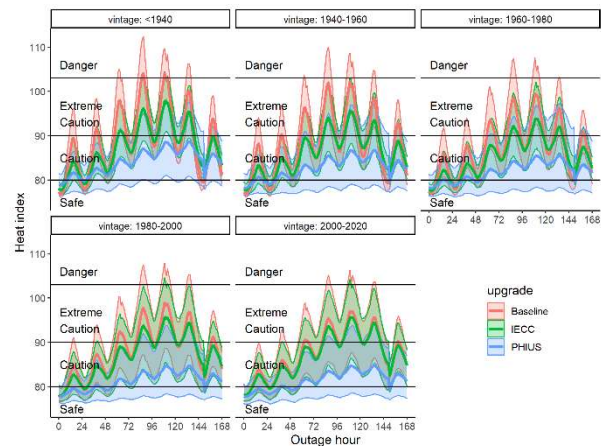 vintage: <1940
vintage: 1940-1960
vintage: 1960-1980
110
100
90
80
Danger
Extreme
Caution
Caution
Safe
Danger
Extreme
Caution
Caution
Safe
Danger
Extreme
Caution
Caution
Safe
0 24 48 72 96 120 144 168
vintage: 1980-2000
vintage: 2000-2020
Heat index
110
100
90
80
Danger
Extreme
Caution
Caution
Safe
Danger
Extreme
Caution
Caution
Safe
0 24 48 72 96 120 144 168
0 24 48 72 96 120 144 168
Outage hour
upgrade
Baseline
IECC
PHIUS